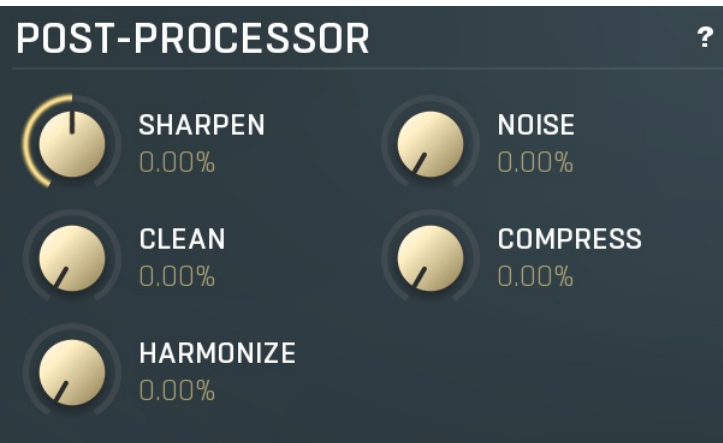 POST-PROCESSOR ?
SHARPEN NOISE
0.00% 0.00%
CLEAN COMPRESS
0.00% 0.00%
HARMONIZE
0.00%